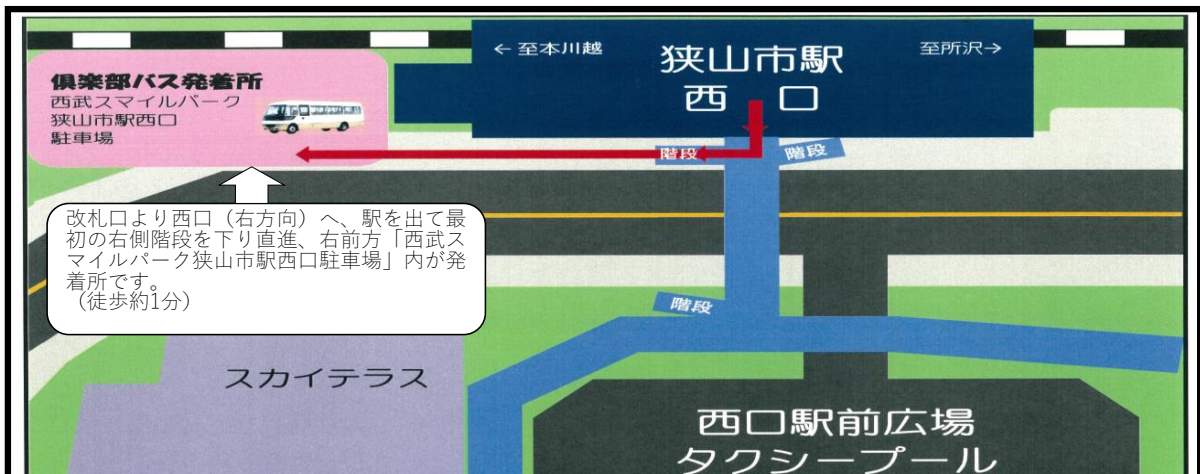 ← 至本川越
狭山市駅
至所沢→
西 口
倶楽部バス発着所
西武スマイルパーク
狭山市駅西口
駐車場
階段
階段
改札口より西口（右方向）へ、駅を出て最
初の右側階段を下り直進、右前方「西武ス
マイルパーク狭山市駅西口駐車場」内が発
着所です。
（徒歩約1分）
階段
スカイテラス
西口駅前広場
タクシープール